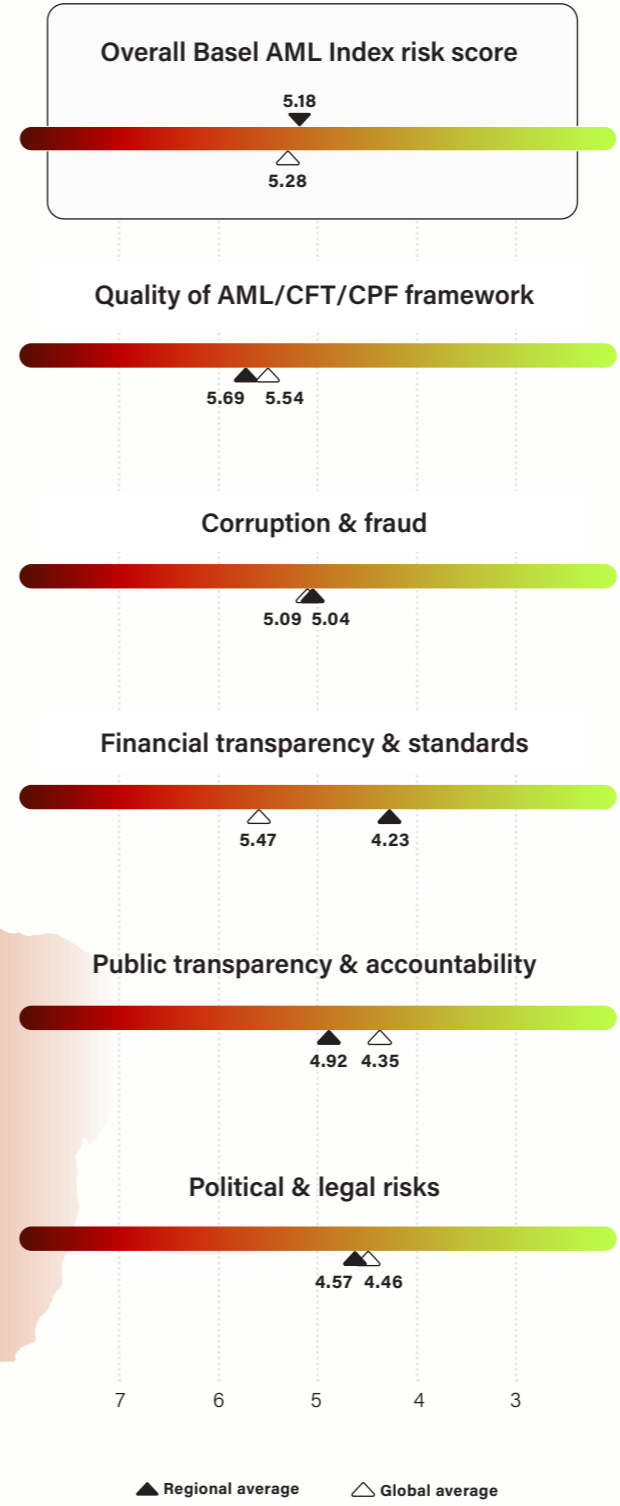 Overall Basel AML Index risk score
5.18
5.28
Quality of AML/CFT/CPF framework
5.69 5.54
Corruption & fraud
5.09 5.04
Financial transparency & standards
5.47 4.23
Public transparency & accountability
4.92 4.35
Political & legal risks
4.57 4.46
7 6 5 4 3
Regional average Global average